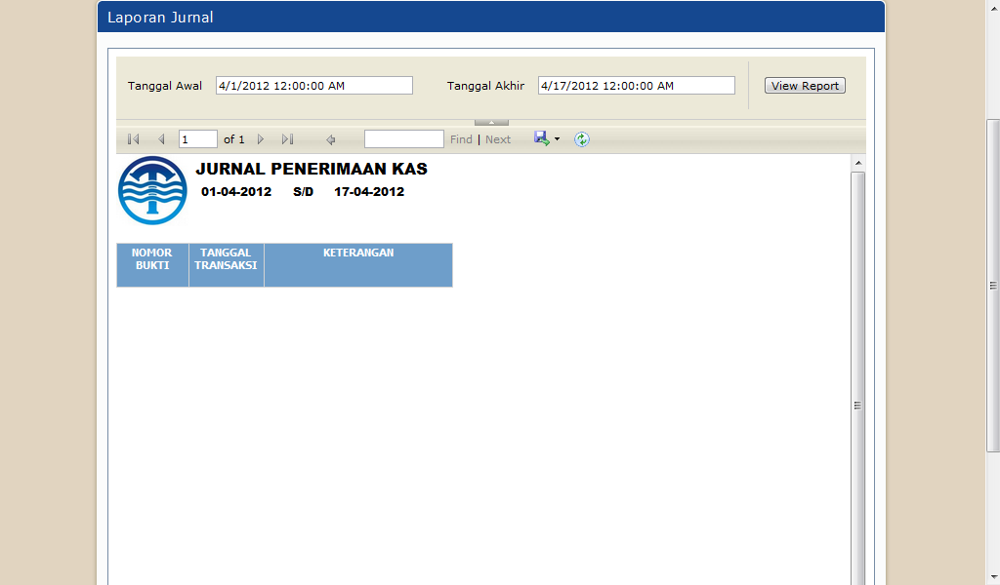 Laporan Jurnal
Tanggal Awal 4/1/2012 12:00:00 AM Tanggal Akhir 4/17/2012 12:00:00 AM View Report
1 of 1 Find | Next
JURNAL PENERIMAAN KAS
01-04-2012 S/D 17-04-2012
NOMOR BUKTI TANGGAL TRANSAKSI KETERANGAN